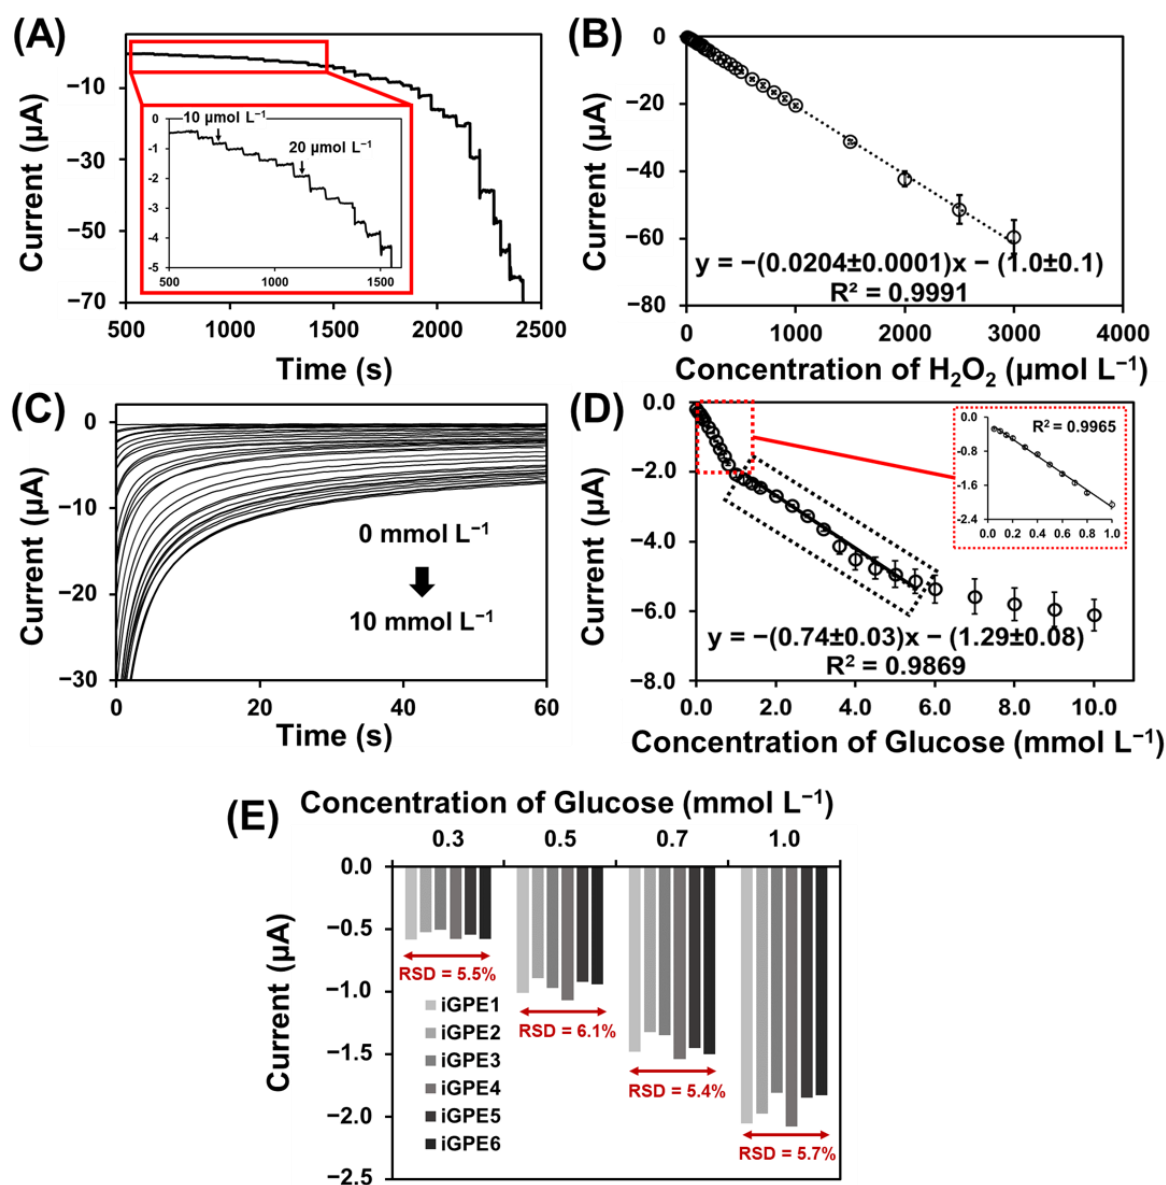 (A)
Current (µA)
−10
−30
−50
−70
500
1000
1500
2000
2500
Time (s)
0
-1
-2
-3
-4
-5
500
1000
1500
10 µmol L⁻¹
20 µmol L⁻¹
(B)
Current (µA)
0
−20
−40
−60
−80
0
1000
2000
3000
4000
y = −(0.0204±0.0001)x − (1.0±0.1)
R² = 0.9991
Concentration of H₂O₂ (µmol L⁻¹)
(C)
Current (µA)
0
−10
−20
−30
0
20
40
60
Time (s)
0 mmol L⁻¹
10 mmol L⁻¹
(D)
Current (µA)
0.0
−2.0
−4.0
−6.0
−8.0
0.0
2.0
4.0
6.0
8.0
10.0
R² = 0.9965
0.0
-0.8
-1.6
-2.4
0.0
0.2
0.4
0.6
0.8
1.0
y = −(0.74±0.03)x − (1.29±0.08)
R² = 0.9869
Concentration of Glucose (mmol L⁻¹)
(E)
Concentration of Glucose (mmol L⁻¹)
0.3
0.5
0.7
1.0
Current (µA)
0.0
−0.5
−1.0
−1.5
−2.0
−2.5
RSD = 5.5%
RSD = 6.1%
RSD = 5.4%
RSD = 5.7%
iGPE1
iGPE2
iGPE3
iGPE4
iGPE5
iGPE6